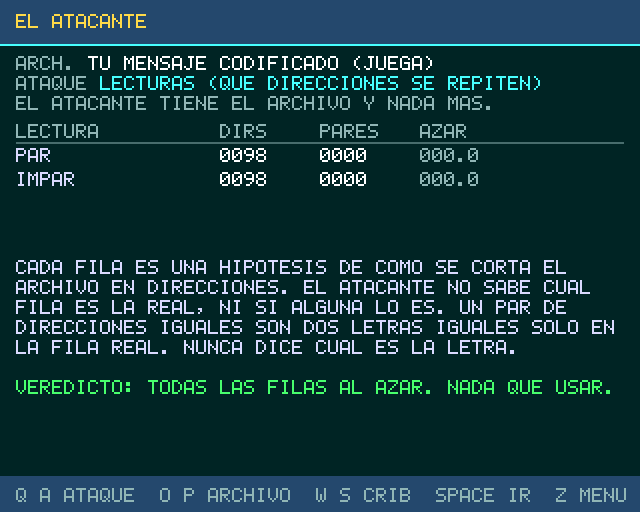 EL ATACANTE
ARCH. TU MENSAJE CODIFICADO (JUEGA)
ATAQUE LECTURAS (QUE DIRECCIONES SE REPITEN)
EL ATACANTE TIENE EL ARCHIVO Y NADA MAS.
LECTURA DIRS PARES AZAR
PAR 0098 0000 000.0
IMPAR 0098 0000 000.0
CADA FILA ES UNA HIPOTESIS DE COMO SE CORTA EL
ARCHIVO EN DIRECCIONES. EL ATACANTE NO SABE CUAL
FILA ES LA REAL, NI SI ALGUNA LO ES. UN PAR DE
DIRECCIONES IGUALES SON DOS LETRAS IGUALES SOLO EN
LA FILA REAL. NUNCA DICE CUAL ES LA LETRA.
VEREDICTO: TODAS LAS FILAS AL AZAR. NADA QUE USAR.
Q A ATAQUE O P ARCHIVO W S CRIB SPACE IR Z MENU